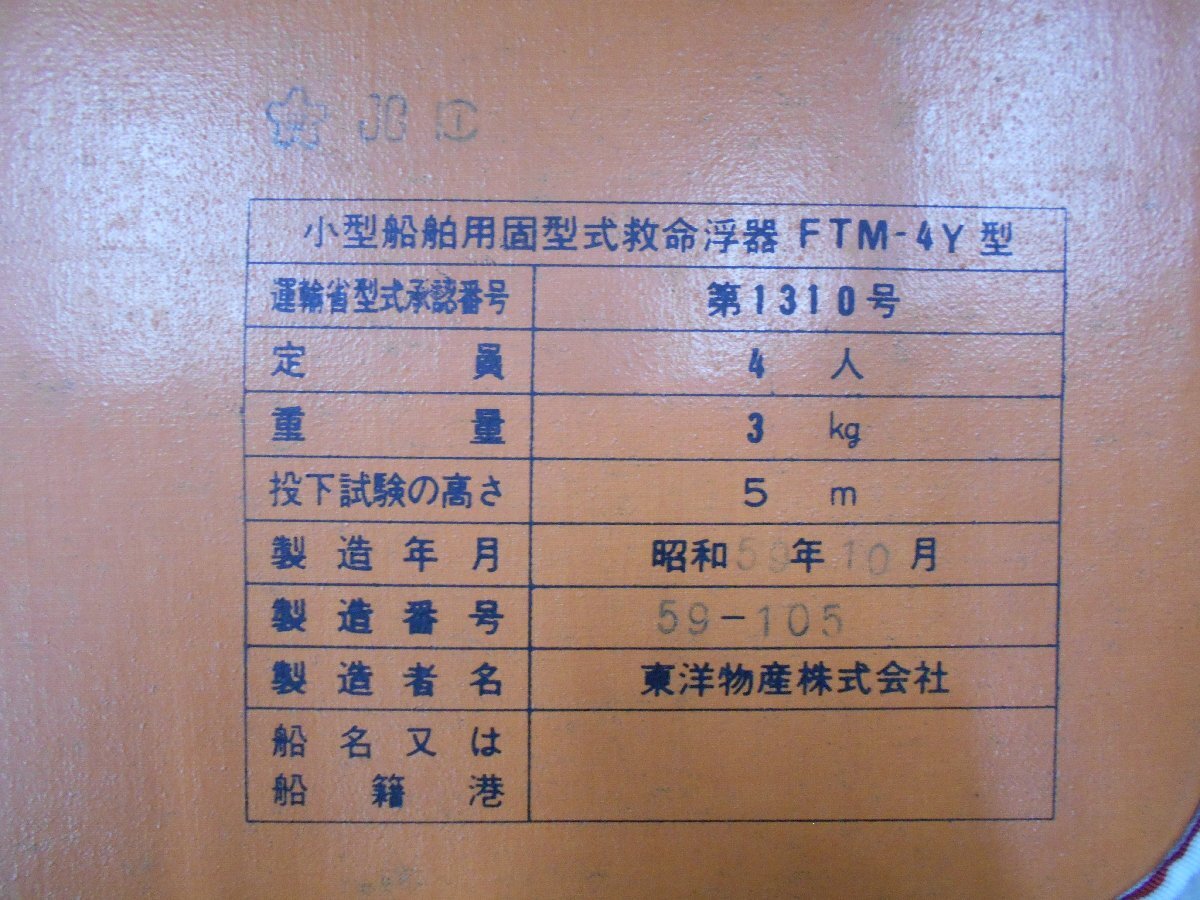 小型船舶用固型式救命浮器 FTM-4Y 型
運輸省型式承認番号 第1310号
定員 4 人
重量 3 kg
投下試験の高さ 5 m
製造年月 昭和59年10月
製造番号 59-105
製造者名 東洋物産株式会社
船名又は
船籍港